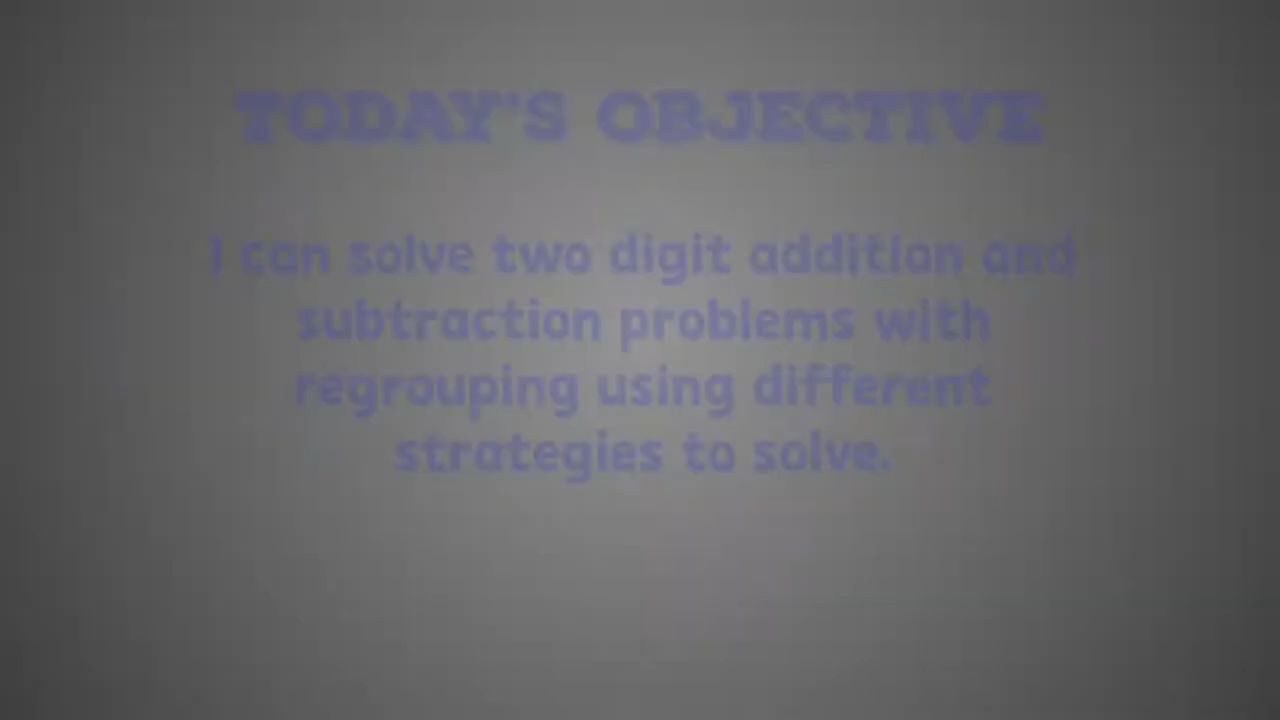 TODAY'S OBJECTIVE
I can solve two digit addition and
subtraction problems with
regrouping using different
strategies to solve.